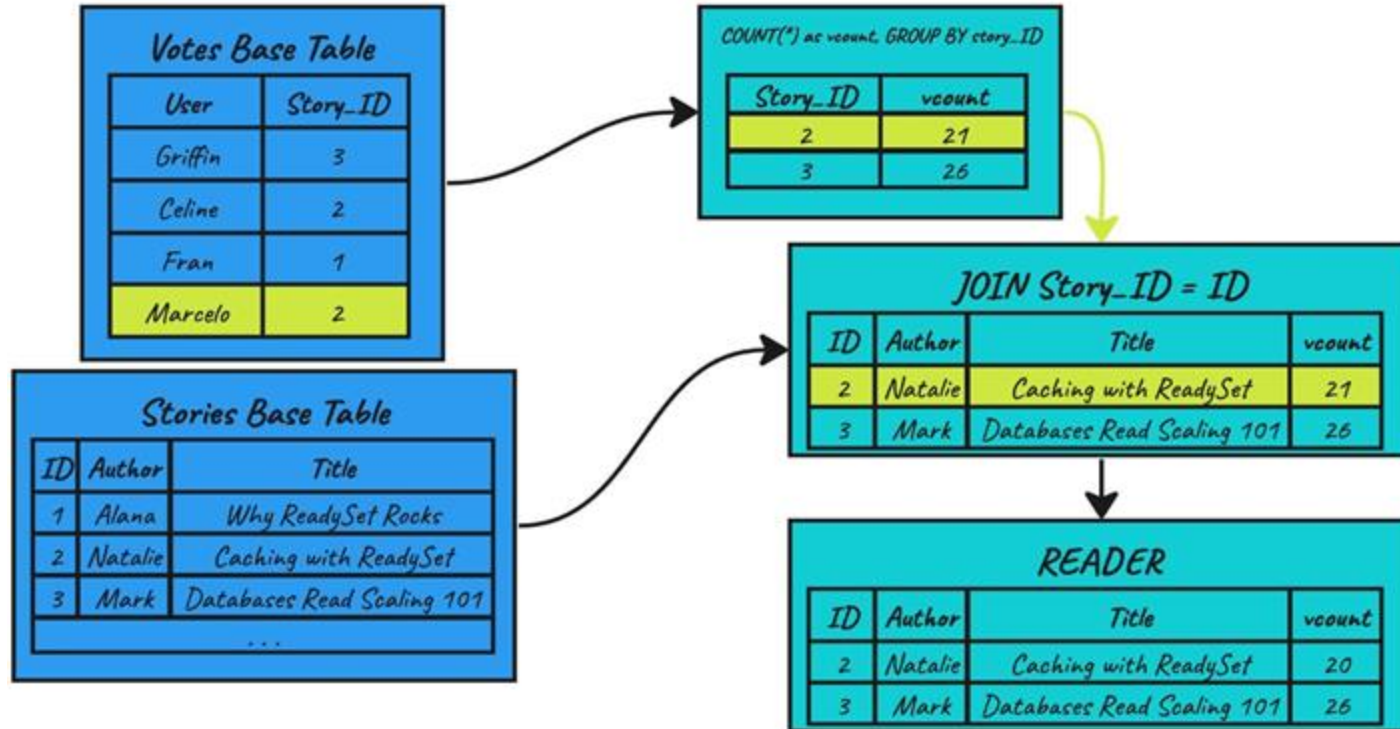 Votes Base Table
User Story_ID
Griffin 3
Celine 2
Fran 1
Marcelo 2
COUNT(*) as vcount, GROUP BY story_ID
Story_ID vcount
2 21
3 26
Stories Base Table
ID Author Title
1 Alana Why ReadySet Rocks
2 Natalie Caching with ReadySet
3 Mark Databases Read Scaling 101
...
JOIN Story_ID = ID
ID Author Title vcount
2 Natalie Caching with ReadySet 21
3 Mark Databases Read Scaling 101 26
READER
ID Author Title vcount
2 Natalie Caching with ReadySet 20
3 Mark Databases Read Scaling 101 26